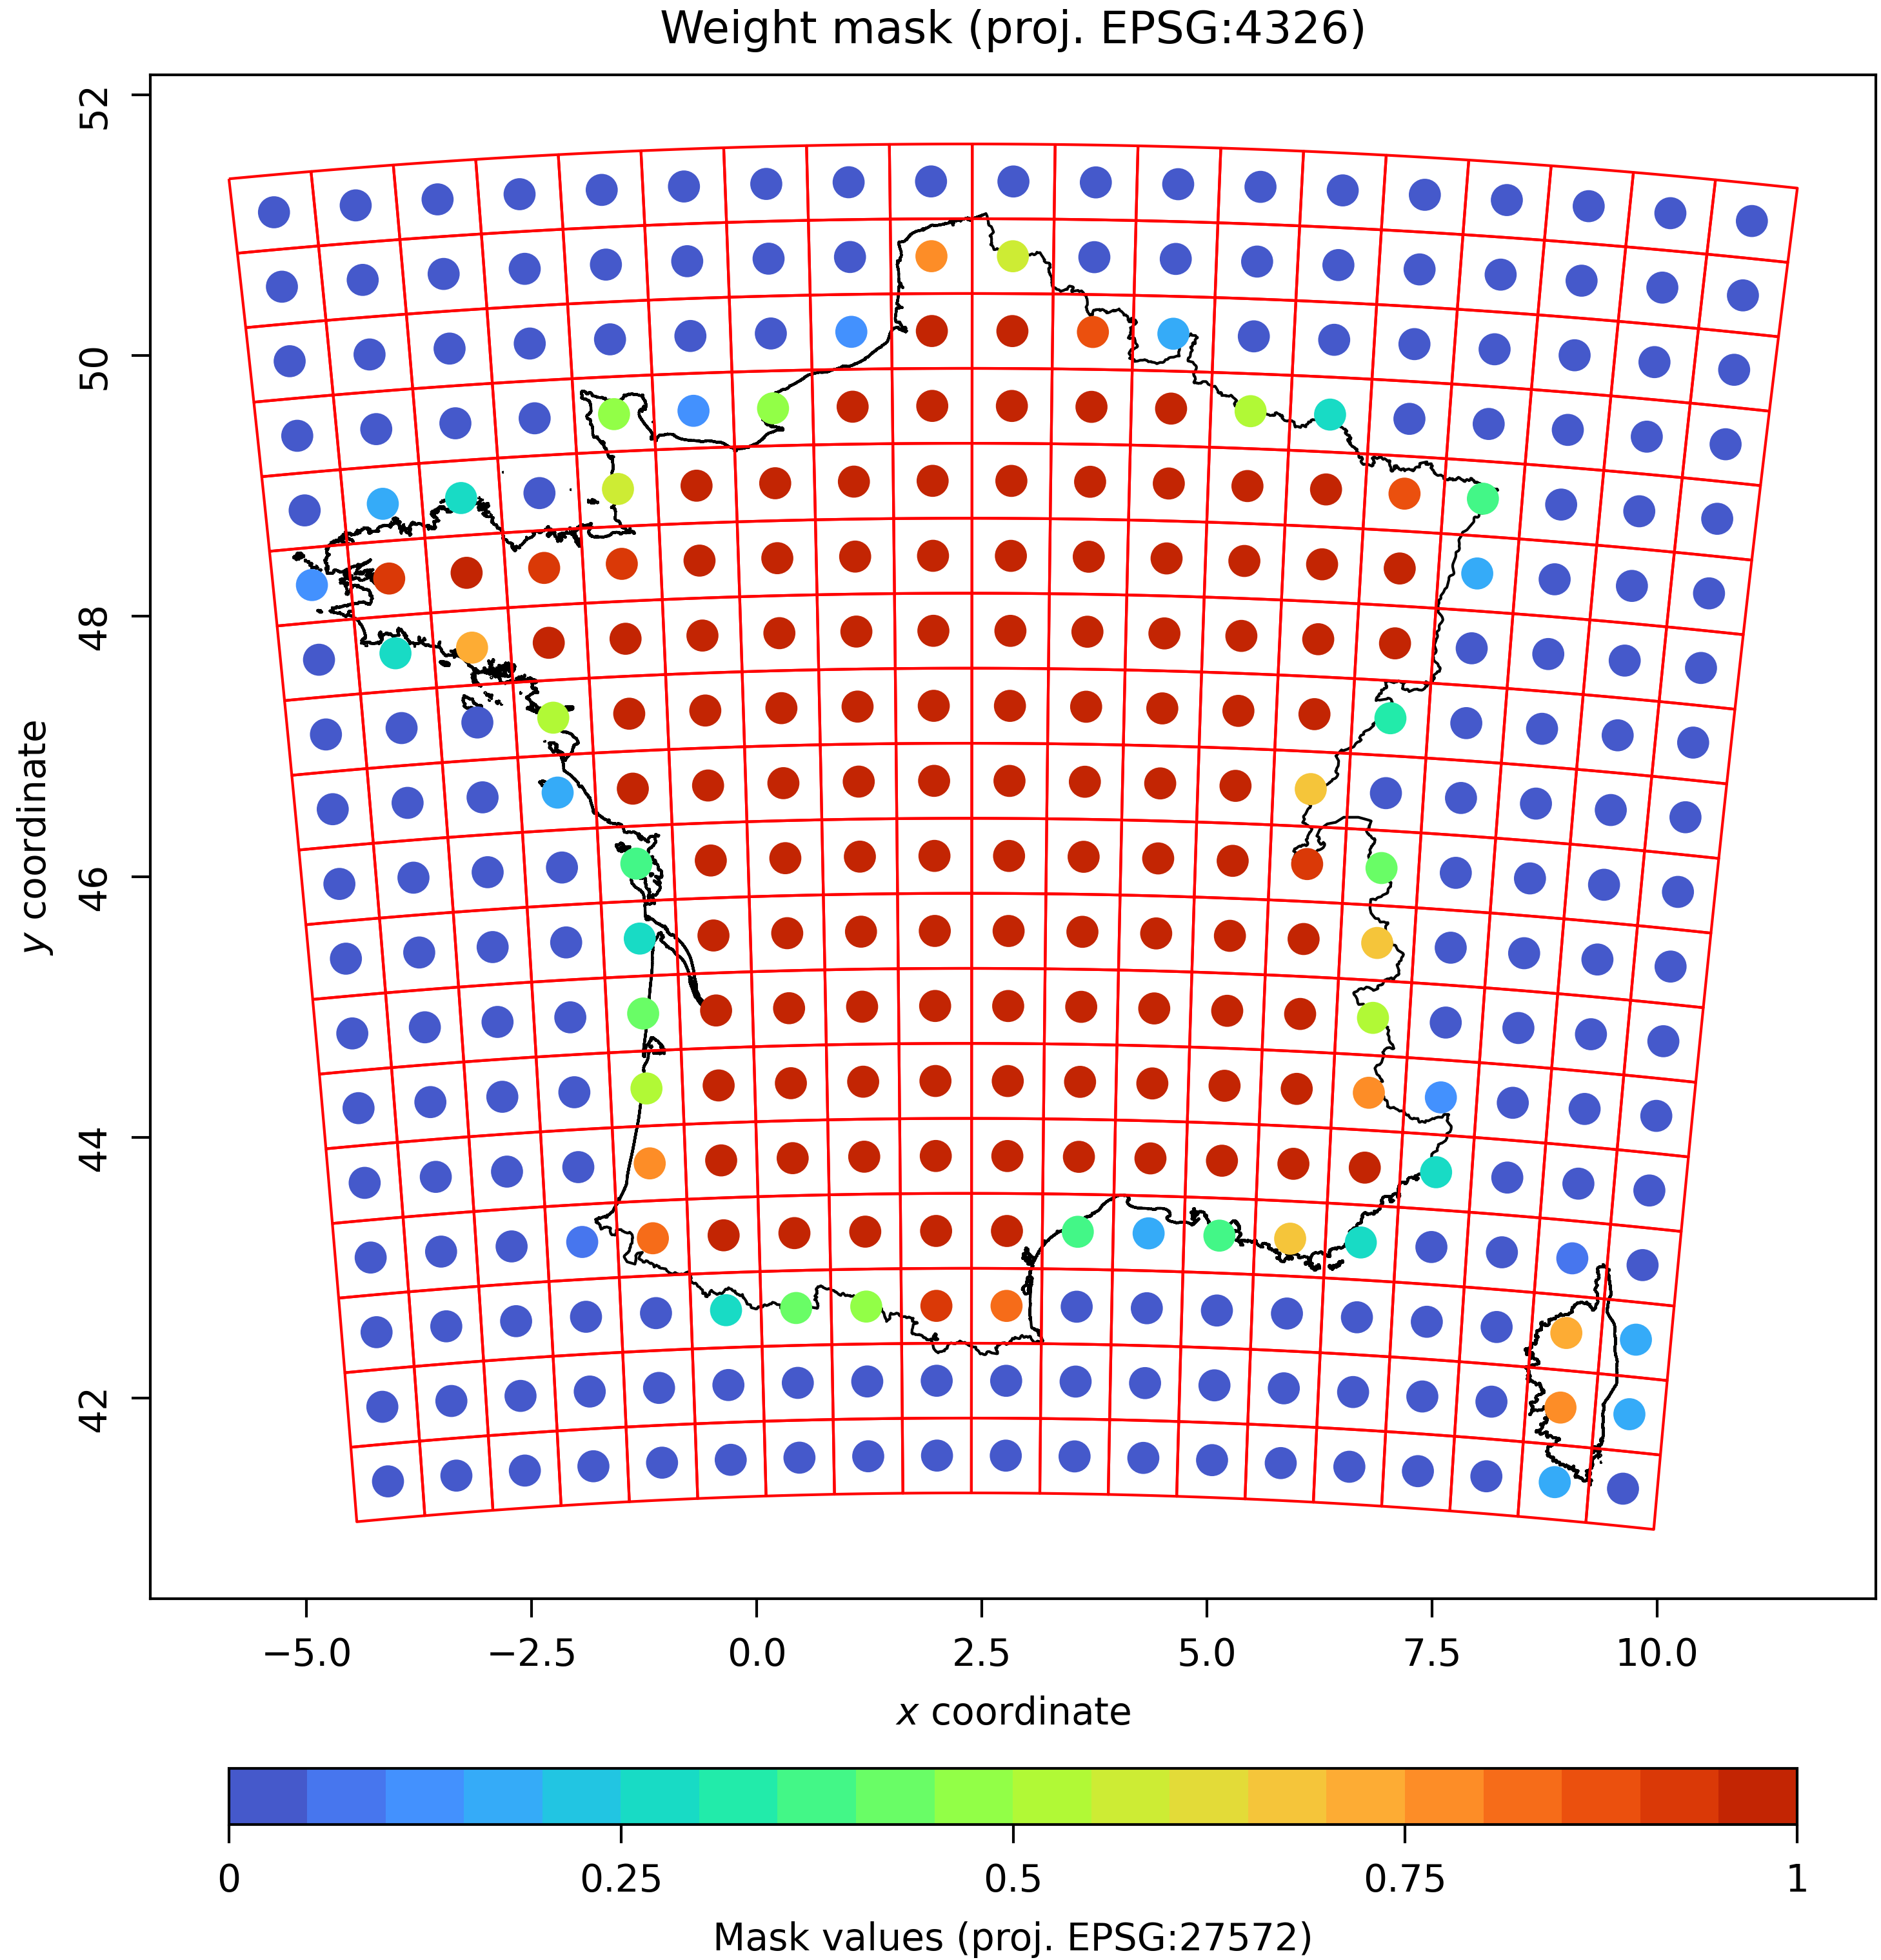 Weight mask (proj. EPSG:4326)
52
50
48
46
44
42
y coordinate
−5.0 −2.5 0.0 2.5 5.0 7.5 10.0
x coordinate
0 0.25 0.5 0.75 1
Mask values (proj. EPSG:27572)